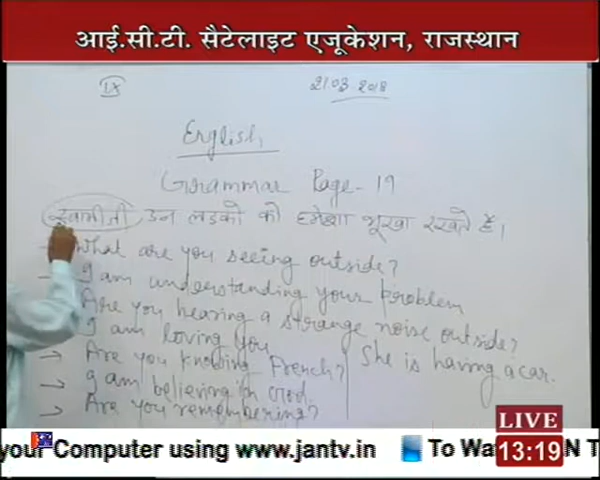 आई.सी.टी. सैटेलाइट एजूकेशन, राजस्थान
IX
21.03.2018
English
Grammar Page - 19
स्वामीजी उन लडको को हमेशा भूखा रखते हैं।
What are you seeing outside?
→ I am understanding your problem
Are you hearing a strange noise outside?
I am loving you
→ Are you knowing French?
She is having a car.
→ I am believing in God.
→ Are you remembering?
LIVE
13:19
your Computer using www.jantv.in
To Wa
N T